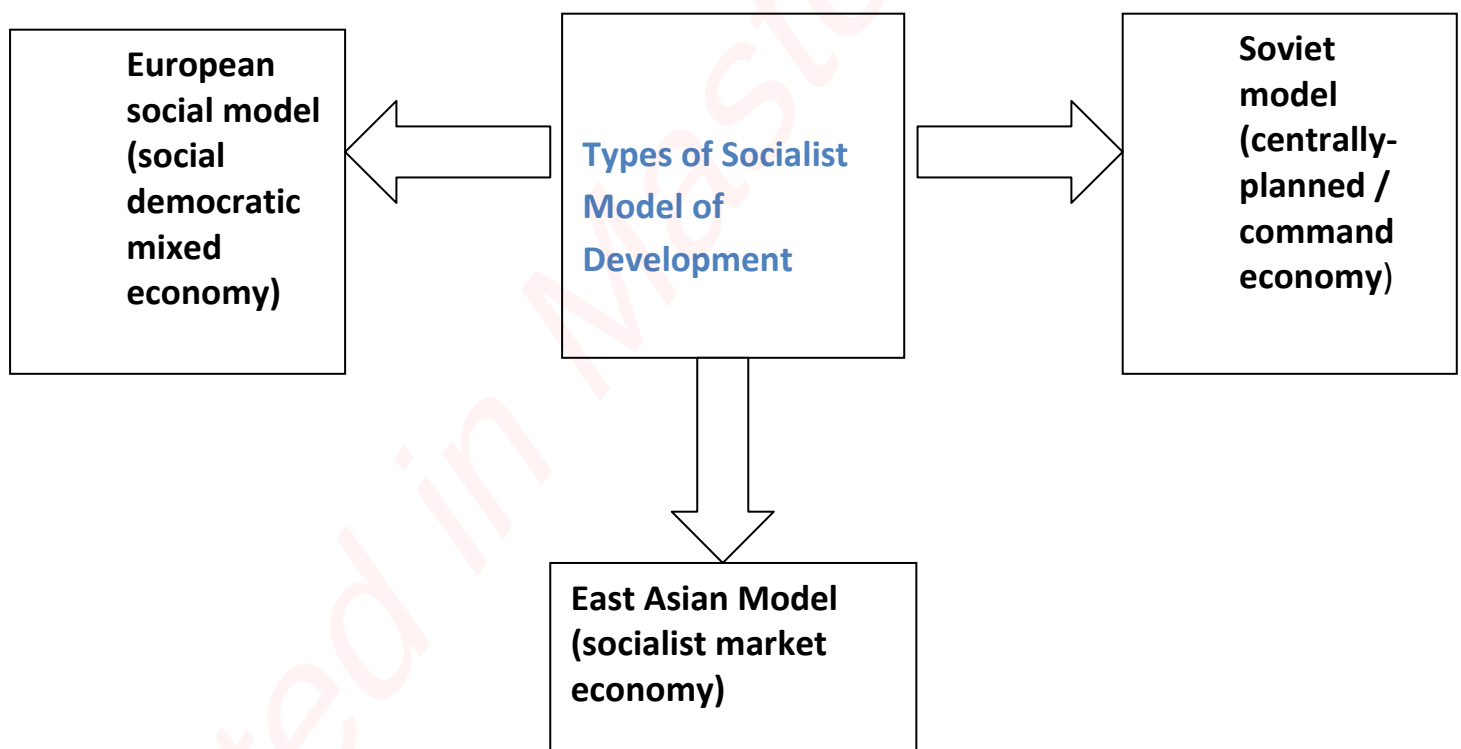 European
social model
(social
democratic
mixed
economy)
Types of Socialist
Model of
Development
Soviet
model
(centrally-
planned /
command
economy)
East Asian Model
(socialist market
economy)